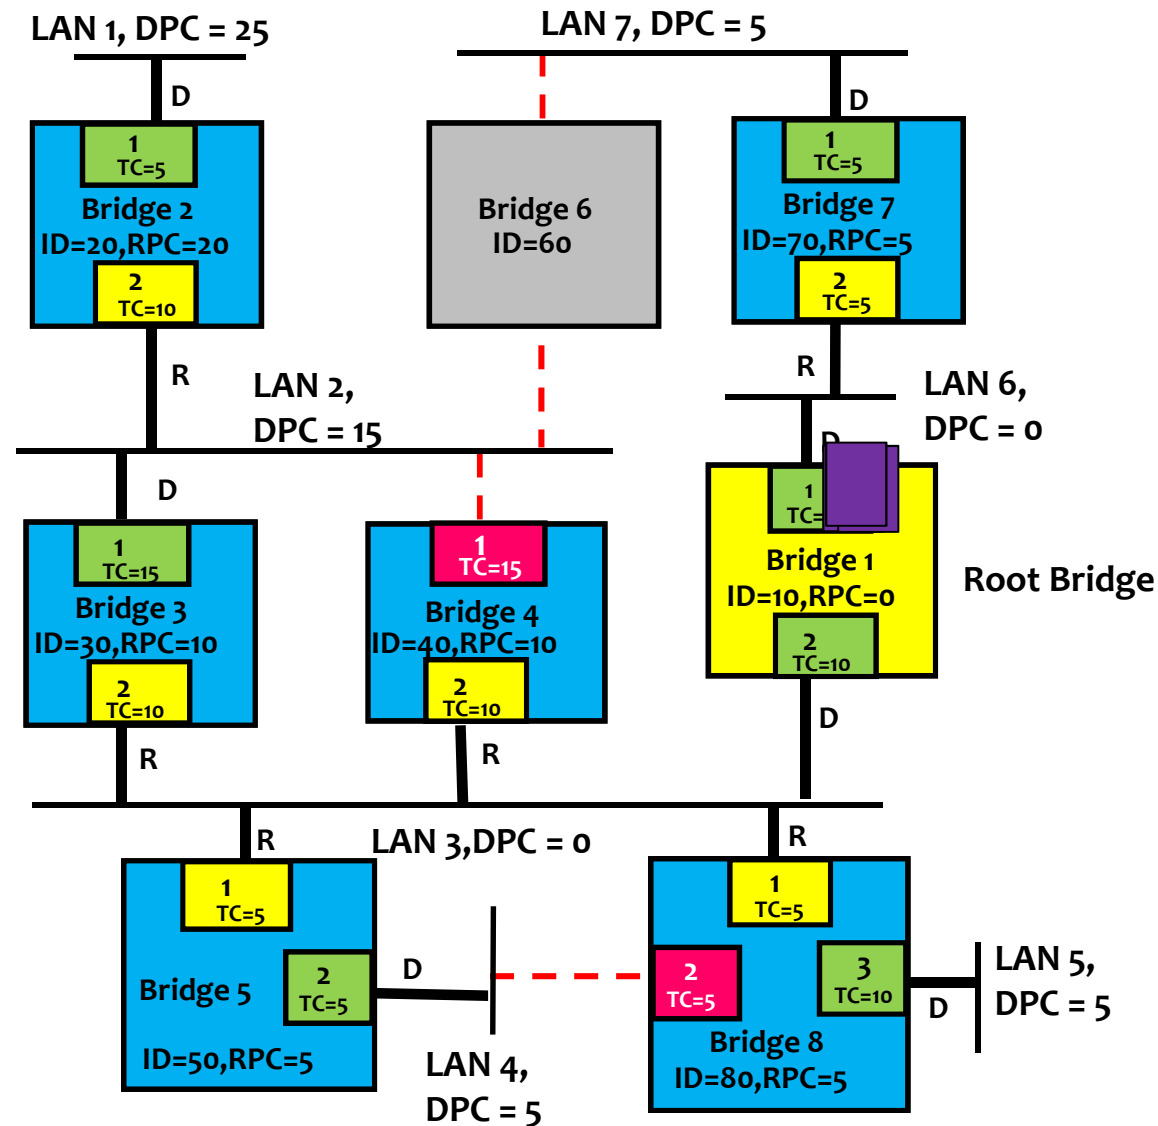 LAN 1, DPC = 25
LAN 7, DPC = 5
D
D
1
TC=5
Bridge 2
ID=20,RPC=20
2
TC=10
Bridge 6
ID=60
1
TC=5
Bridge 7
ID=70,RPC=5
2
TC=5
R
R
LAN 2,
DPC = 15
LAN 6,
DPC = 0
D
D
1
TC=15
Bridge 3
ID=30,RPC=10
2
TC=10
1
TC=15
Bridge 4
ID=40,RPC=10
2
TC=10
1
TC=
Bridge 1
ID=10,RPC=0
2
TC=10
Root Bridge
R
R
D
LAN 3,DPC = 0
R
R
1
TC=5
Bridge 5
2
TC=5
ID=50,RPC=5
D
LAN 4,
DPC = 5
1
TC=5
2
TC=5
3
TC=10
Bridge 8
ID=80,RPC=5
D
LAN 5,
DPC = 5